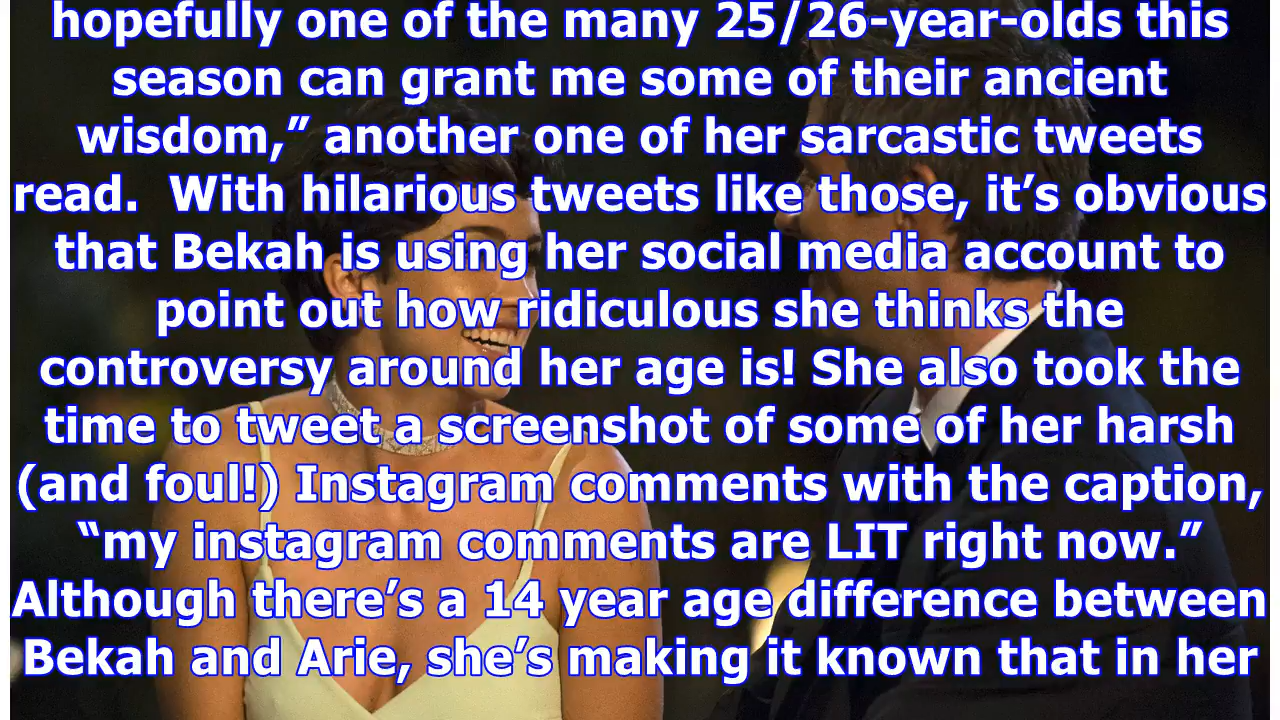 hopefully one of the many 25/26-year-olds this
season can grant me some of their ancient
wisdom,” another one of her sarcastic tweets
read.  With hilarious tweets like those, it’s obvious
that Bekah is using her social media account to
point out how ridiculous she thinks the
controversy around her age is! She also took the
time to tweet a screenshot of some of her harsh
(and foul!) Instagram comments with the caption,
“my instagram comments are LIT right now.”
Although there’s a 14 year age difference between
Bekah and Arie, she’s making it known that in her